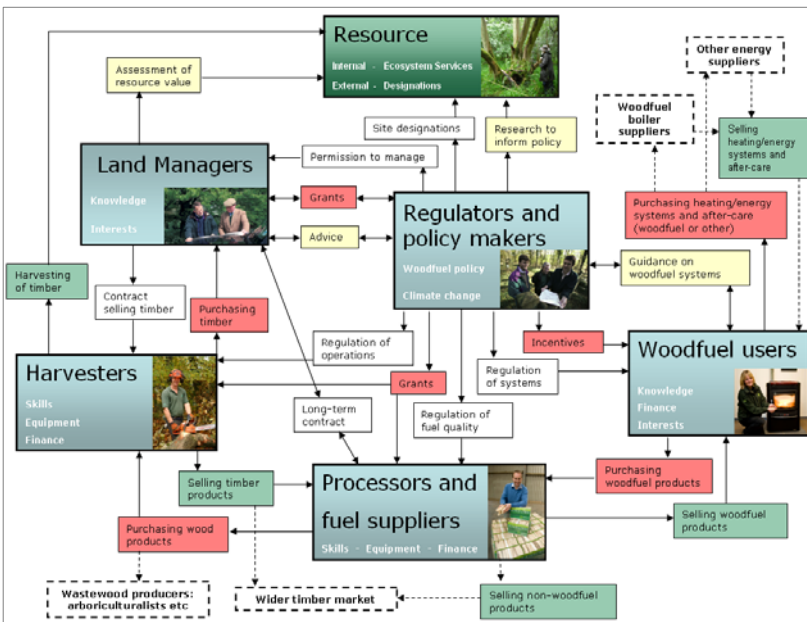 Resource
Internal - Ecosystem Services
External - Designations
Other energy
suppliers
Assessment of
resource value
Woodfuel
boiler
suppliers
Site designations
Research to
inform policy
Selling
heating/energy
systems and
after-care
Land Managers
Knowledge
Interests
Permission to manage
Grants
Advice
Regulators and
policy makers
Woodfuel policy
Climate change
Purchasing heating/energy
systems and after-care
(woodfuel or other)
Guidance on
woodfuel systems
Harvesting
of timber
Contract
selling timber
Purchasing
timber
Regulation of
operations
Incentives
Woodfuel users
Knowledge
Finance
Interests
Harvesters
Skills
Equipment
Finance
Grants
Regulation
of systems
Long-term
contract
Regulation of
fuel quality
Selling timber
products
Processors and
fuel suppliers
Skills - Equipment - Finance
Purchasing
woodfuel products
Selling woodfuel
products
Purchasing wood
products
Wastewood producers:
arboriculturalists etc
Wider timber market
Selling non-woodfuel
products